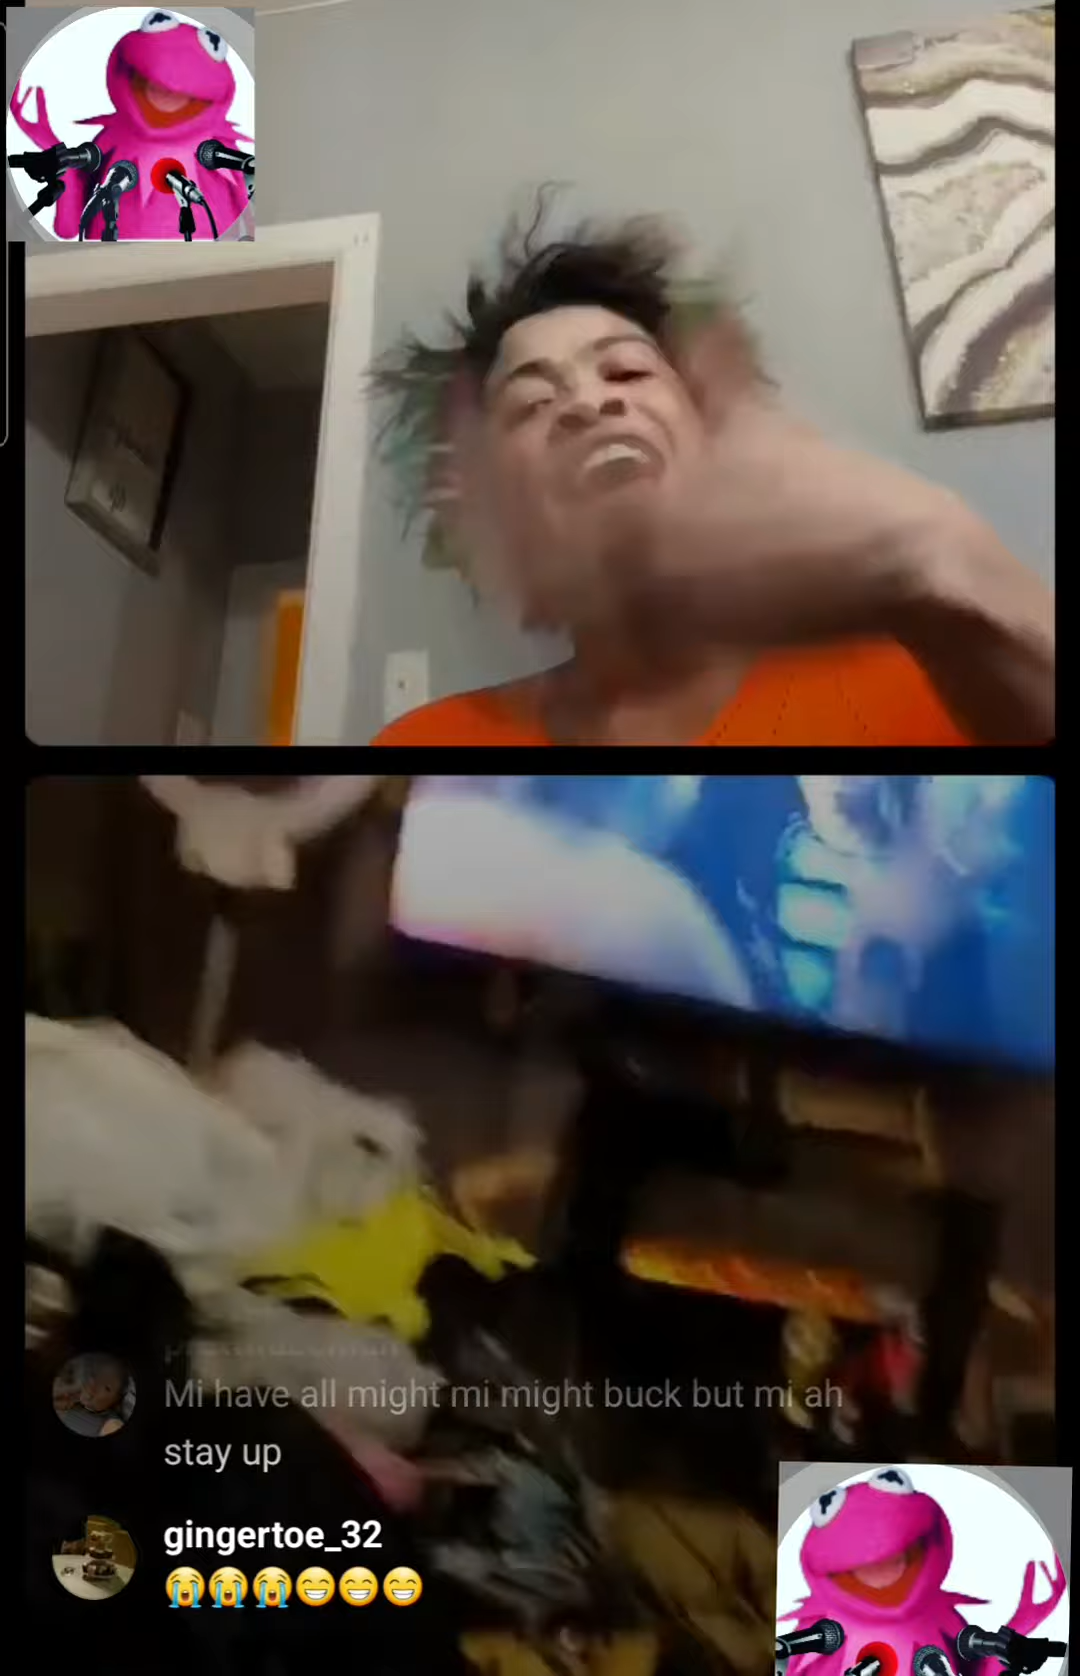 Mi have all might mi might buck but mi ah
stay up
gingertoe_32
😭😭😭😁😁😁